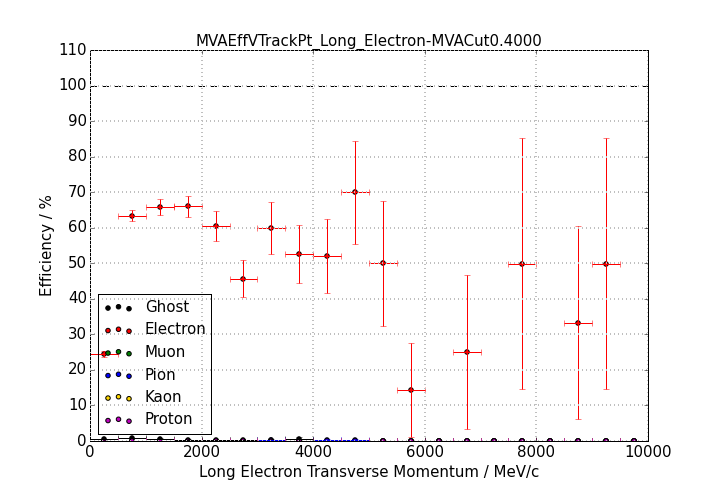 MVAEffVTrackPt_Long_Electron-MVACut0.4000
110
100
90
80
70
60
50
40
30
20
10
0
Efficiency / %
Ghost
Electron
Muon
Pion
Kaon
Proton
0 2000 4000 6000 8000 10000
Long Electron Transverse Momentum / MeV/c